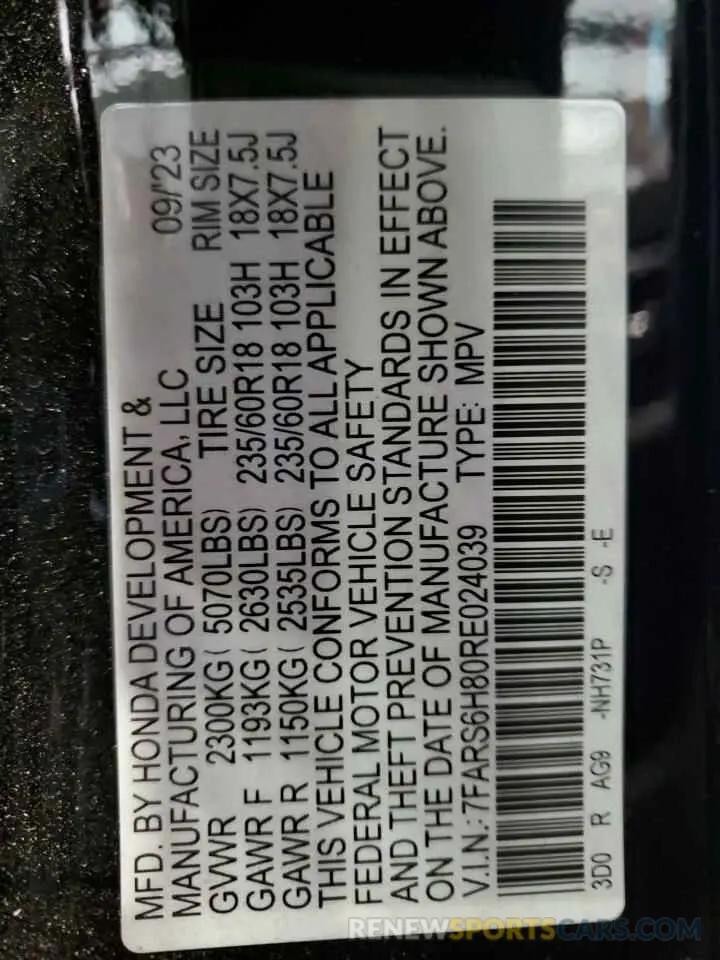 MFD. BY HONDA DEVELOPMENT &
MANUFACTURING OF AMERICA, LLC 09/'23
GVWR 2300KG( 5070LBS) TIRE SIZE RIM SIZE
GAWR F 1193KG( 2630LBS) 235/60R18 103H 18X7.5J
GAWR R 1150KG( 2535LBS) 235/60R18 103H 18X7.5J
THIS VEHICLE CONFORMS TO ALL APPLICABLE
FEDERAL MOTOR VEHICLE SAFETY
AND THEFT PREVENTION STANDARDS IN EFFECT
ON THE DATE OF MANUFACTURE SHOWN ABOVE.
V.I.N.: 7FARS6H80RE024039 TYPE: MPV
3D0 R AG9 -NH731P -S -E
RENEWSPORTSCARS.COM